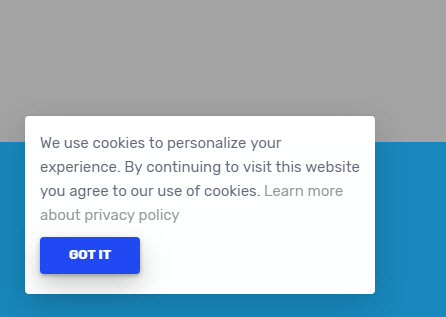 We use cookies to personalize your
experience. By continuing to visit this website
you agree to our use of cookies. Learn more
about privacy policy
GOT IT